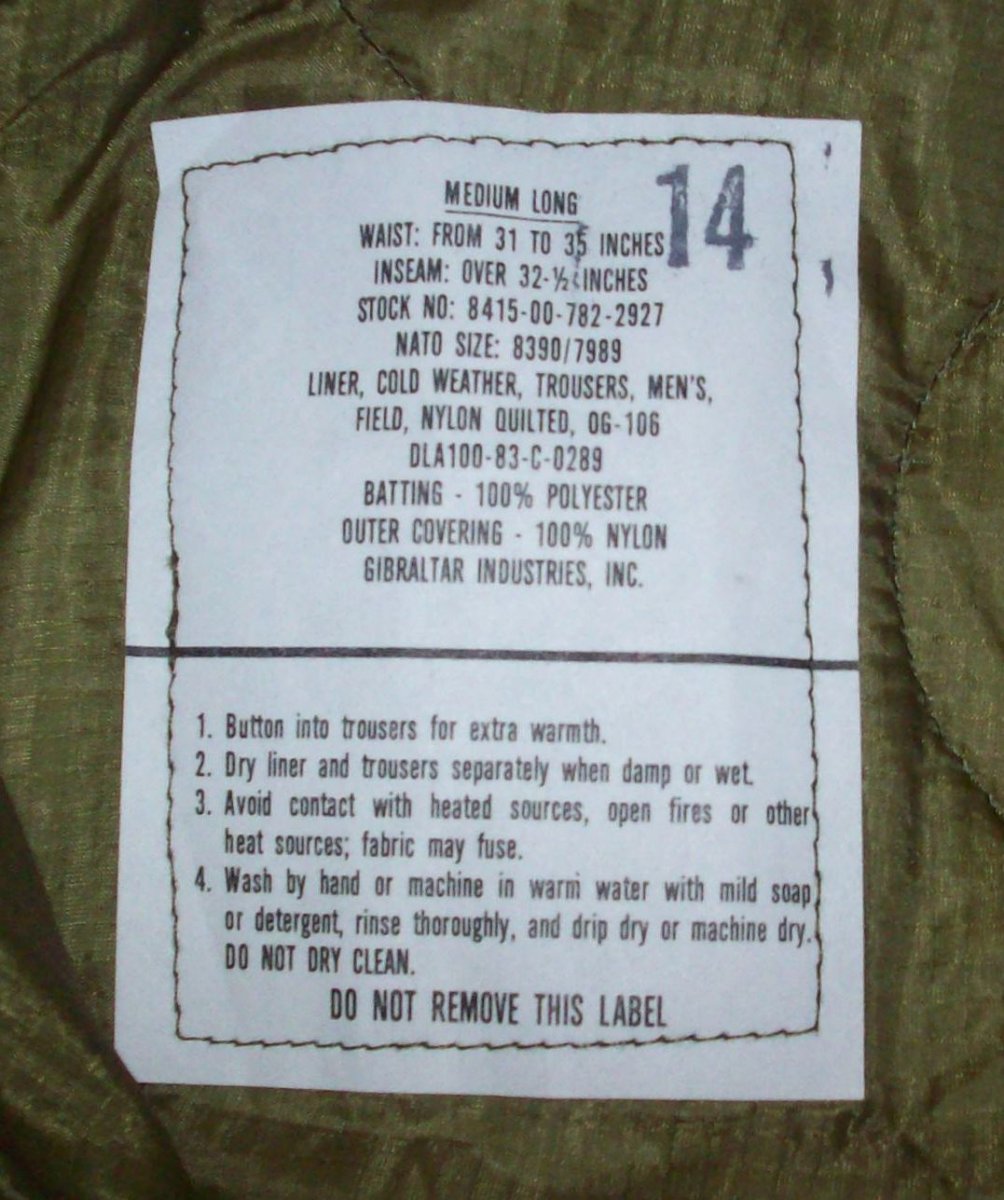 MEDIUM LONG
14
WAIST: FROM 31 TO 35 INCHES
INSEAM: OVER 32-½ INCHES
STOCK NO: 8415-00-782-2927
NATO SIZE: 8390/7989
LINER, COLD WEATHER, TROUSERS, MEN'S,
FIELD, NYLON QUILTED, OG-106
DLA100-83-C-0289
BATTING - 100% POLYESTER
OUTER COVERING - 100% NYLON
GIBRALTAR INDUSTRIES, INC.
1. Button into trousers for extra warmth.
2. Dry liner and trousers separately when damp or wet.
3. Avoid contact with heated sources, open fires or other
heat sources; fabric may fuse.
4. Wash by hand or machine in warm water with mild soap
or detergent, rinse thoroughly, and drip dry or machine dry.
DO NOT DRY CLEAN.
DO NOT REMOVE THIS LABEL